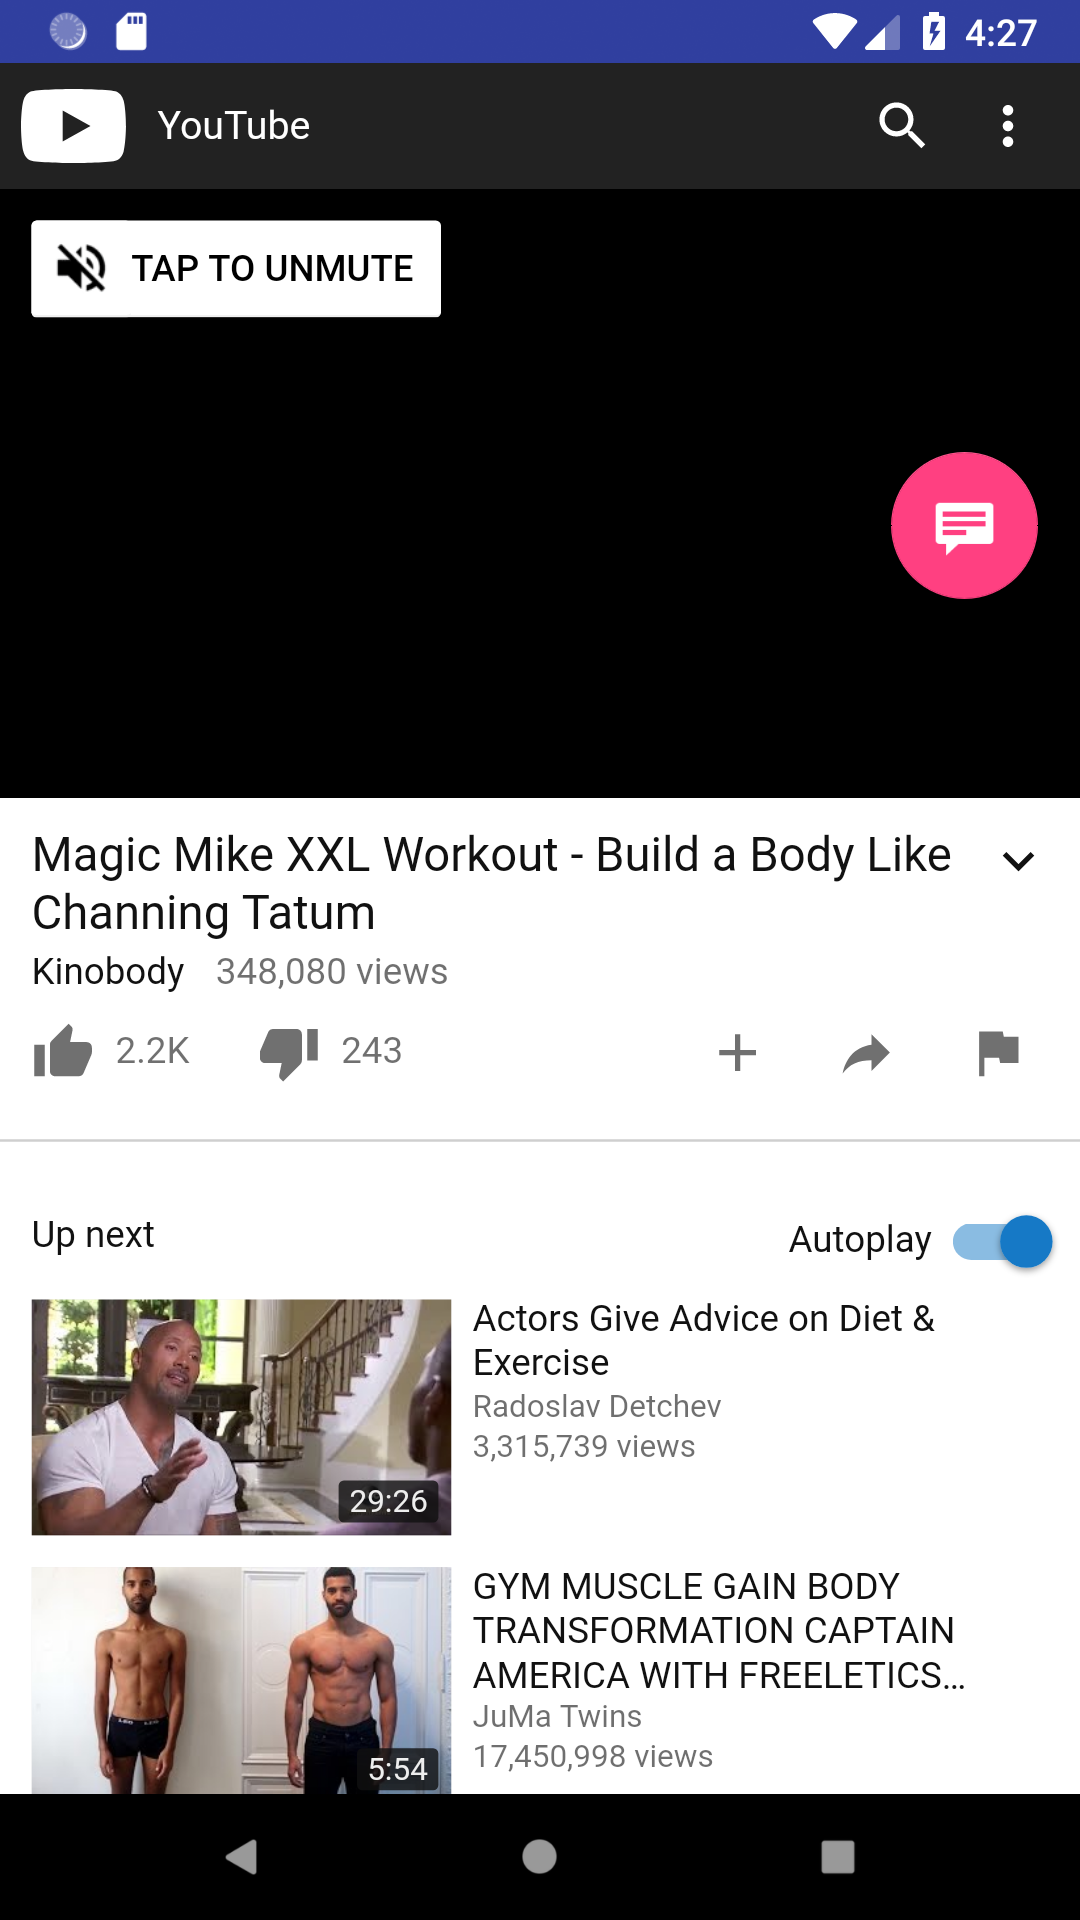 4:27
YouTube
TAP TO UNMUTE
Magic Mike XXL Workout - Build a Body Like
Channing Tatum
Kinobody 348,080 views
2.2K 243
Up next
Autoplay
Actors Give Advice on Diet &
Exercise
Radoslav Detchev
3,315,739 views
29:26
GYM MUSCLE GAIN BODY
TRANSFORMATION CAPTAIN
AMERICA WITH FREELETICS...
JuMa Twins
17,450,998 views
5:54